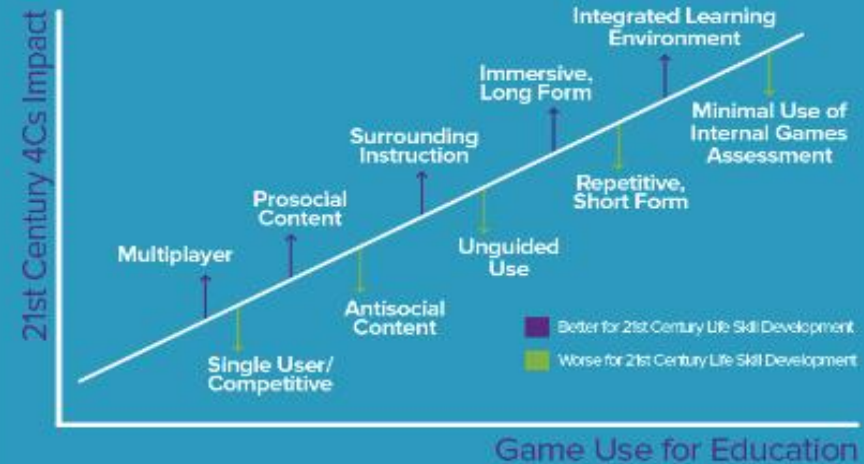 21st Century 4Cs Impact
Integrated Learning
Environment
Immersive,
Long Form
Surrounding
Instruction
Prosocial
Content
Multiplayer
Minimal Use of
Internal Games
Assessment
Repetitive,
Short Form
Unguided
Use
Antisocial
Content
Single User/
Competitive
Better for 21st Century Life Skill Development
Worse for 21st Century Life Skill Development
Game Use for Education